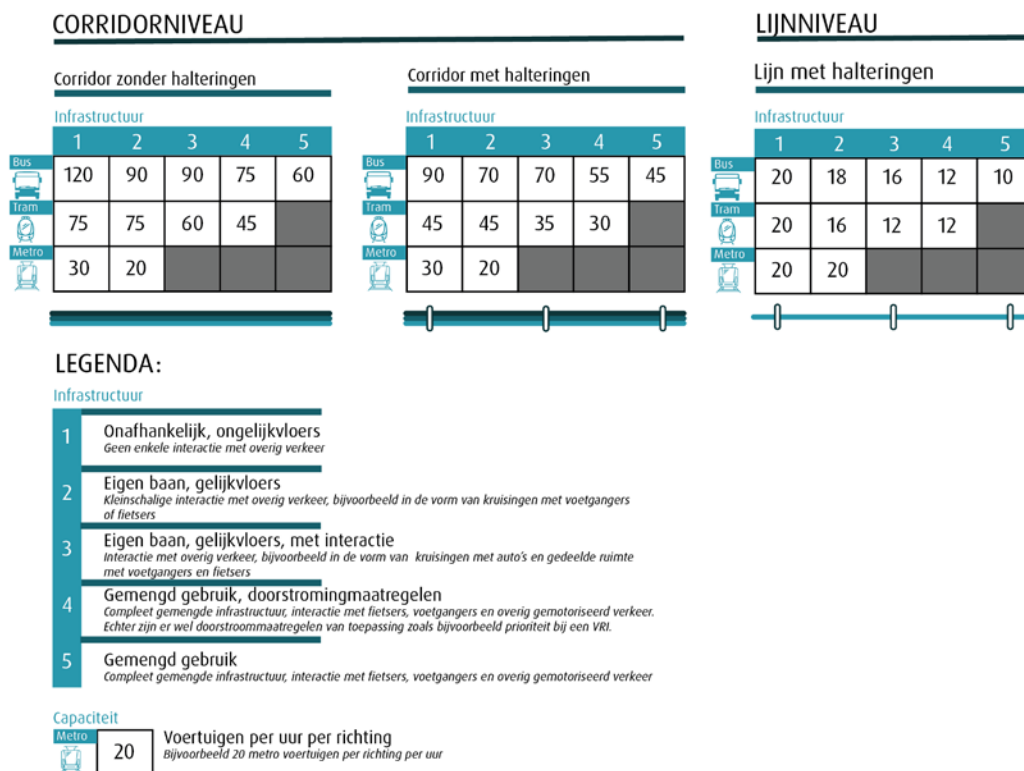 CORRIDORNIVEAU
Corridor zonder halteringen
Infrastructuur
1 2 3 4 5
Bus
120 90 90 75 60
Tram
75 75 60 45
Metro
30 20
Corridor met halteringen
Infrastructuur
1 2 3 4 5
Bus
90 70 70 55 45
Tram
45 45 35 30
Metro
30 20
LIJNNIVEAU
Lijn met halteringen
Infrastructuur
1 2 3 4 5
Bus
20 18 16 12 10
Tram
20 16 12 12
Metro
20 20
LEGENDA:
Infrastructuur
1 Onafhankelijk, ongelijkvloers
Geen enkele interactie met overig verkeer
2 Eigen baan, gelijkvloers
Kleinschalige interactie met overig verkeer, bijvoorbeeld in de vorm van kruisingen met voetgangers
of fietsers
3 Eigen baan, gelijkvloers, met interactie
Interactie met overig verkeer, bijvoorbeeld in de vorm van kruisingen met auto's en gedeelde ruimte
met voetgangers en fietsers
4 Gemengd gebruik, doorstromingmaatregelen
Compleet gemengde infrastructuur, interactie met fietsers, voetgangers en overig gemotoriseerd verkeer.
Echter zijn er wel doorstroommaatregelen van toepassing zoals bijvoorbeeld prioriteit bij een VRI.
5 Gemengd gebruik
Compleet gemengde infrastructuur, interactie met fietsers, voetgangers en overig gemotoriseerd verkeer
Capaciteit
Metro
20 Voertuigen per uur per richting
Bijvoorbeeld 20 metro voertuigen per richting per uur